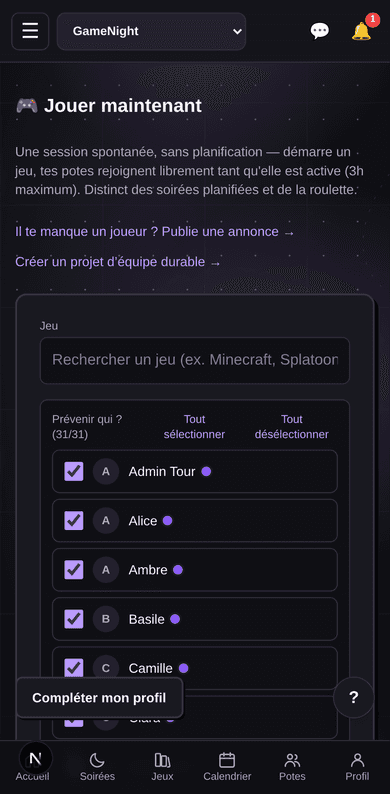 GameNight
1
🎮 Jouer maintenant
Une session spontanée, sans planification — démarre un
jeu, tes potes rejoignent librement tant qu'elle est active (3h
maximum). Distinct des soirées planifiées et de la roulette.
Il te manque un joueur ? Publie une annonce →
Créer un projet d'équipe durable →
Jeu
Rechercher un jeu (ex. Minecraft, Splatoon
Prévenir qui ?
(31/31)
Tout
sélectionner
Tout
désélectionner
A Admin Tour
A Alice
A Ambre
B Basile
C Camille
Clara
Compléter mon profil
?
N
Accueil Soirées Jeux Calendrier Potes Profil